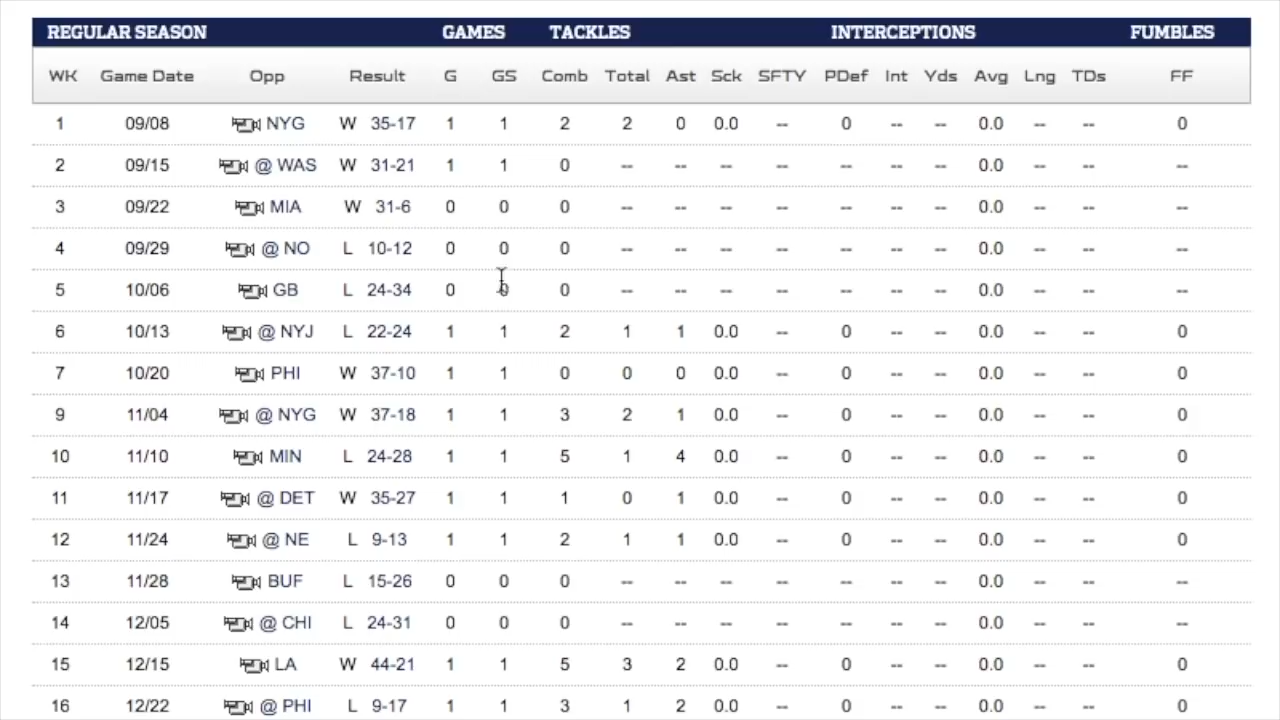 REGULAR SEASON GAMES TACKLES INTERCEPTIONS FUMBLES
WK Game Date Opp Result G GS Comb Total Ast Sck SFTY PDef Int Yds Avg Lng TDs FF
1 09/08 NYG W 35-17 1 1 2 2 0 0.0 -- 0 -- -- 0.0 -- -- 0
2 09/15 @ WAS W 31-21 1 1 0 -- -- -- -- -- -- -- 0.0 -- -- --
3 09/22 MIA W 31-6 0 0 0 -- -- -- -- -- -- -- 0.0 -- -- --
4 09/29 @ NO L 10-12 0 0 0 -- -- -- -- -- -- -- 0.0 -- -- --
5 10/06 GB L 24-34 0 0 0 -- -- -- -- -- -- -- 0.0 -- -- --
6 10/13 @ NYJ L 22-24 1 1 2 1 1 0.0 -- 0 -- -- 0.0 -- -- 0
7 10/20 PHI W 37-10 1 1 0 0 0 0.0 -- 0 -- -- 0.0 -- -- 0
9 11/04 @ NYG W 37-18 1 1 3 2 1 0.0 -- 0 -- -- 0.0 -- -- 0
10 11/10 MIN L 24-28 1 1 5 1 4 0.0 -- 0 -- -- 0.0 -- -- 0
11 11/17 @ DET W 35-27 1 1 1 0 1 0.0 -- 0 -- -- 0.0 -- -- 0
12 11/24 @ NE L 9-13 1 1 2 1 1 0.0 -- 0 -- -- 0.0 -- -- 0
13 11/28 BUF L 15-26 0 0 0 -- -- -- -- -- -- -- 0.0 -- -- --
14 12/05 @ CHI L 24-31 0 0 0 -- -- -- -- -- -- -- 0.0 -- -- --
15 12/15 LA W 44-21 1 1 5 3 2 0.0 -- 0 -- -- 0.0 -- -- 0
16 12/22 @ PHI L 9-17 1 1 3 1 2 0.0 -- 0 -- -- 0.0 -- -- 0